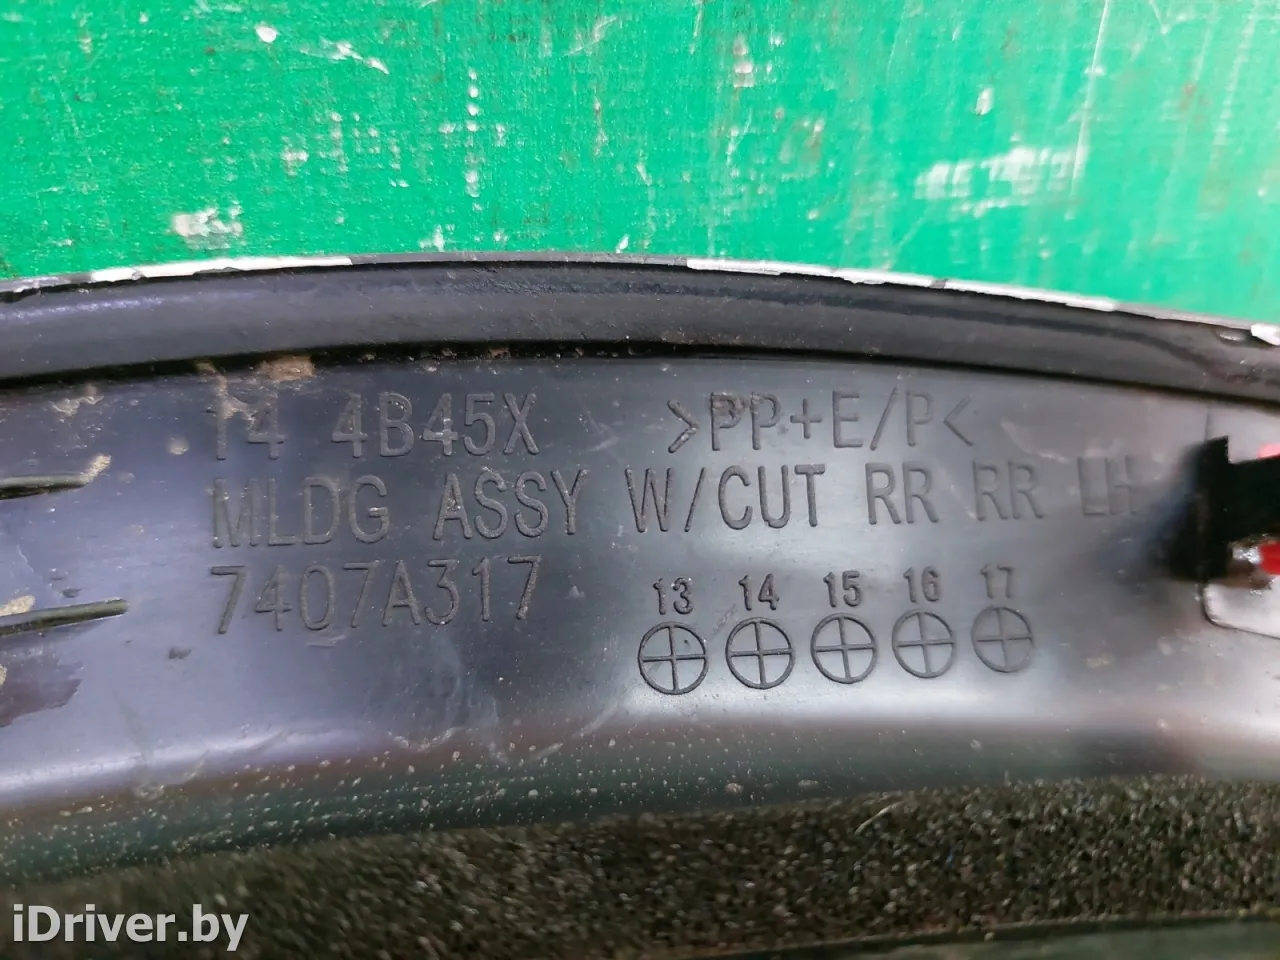 14 4B45X >PP+E/P<
MLDG ASSY W/CUT RR RR LH
7407A317
13 14 15 16 17
iDriver.by